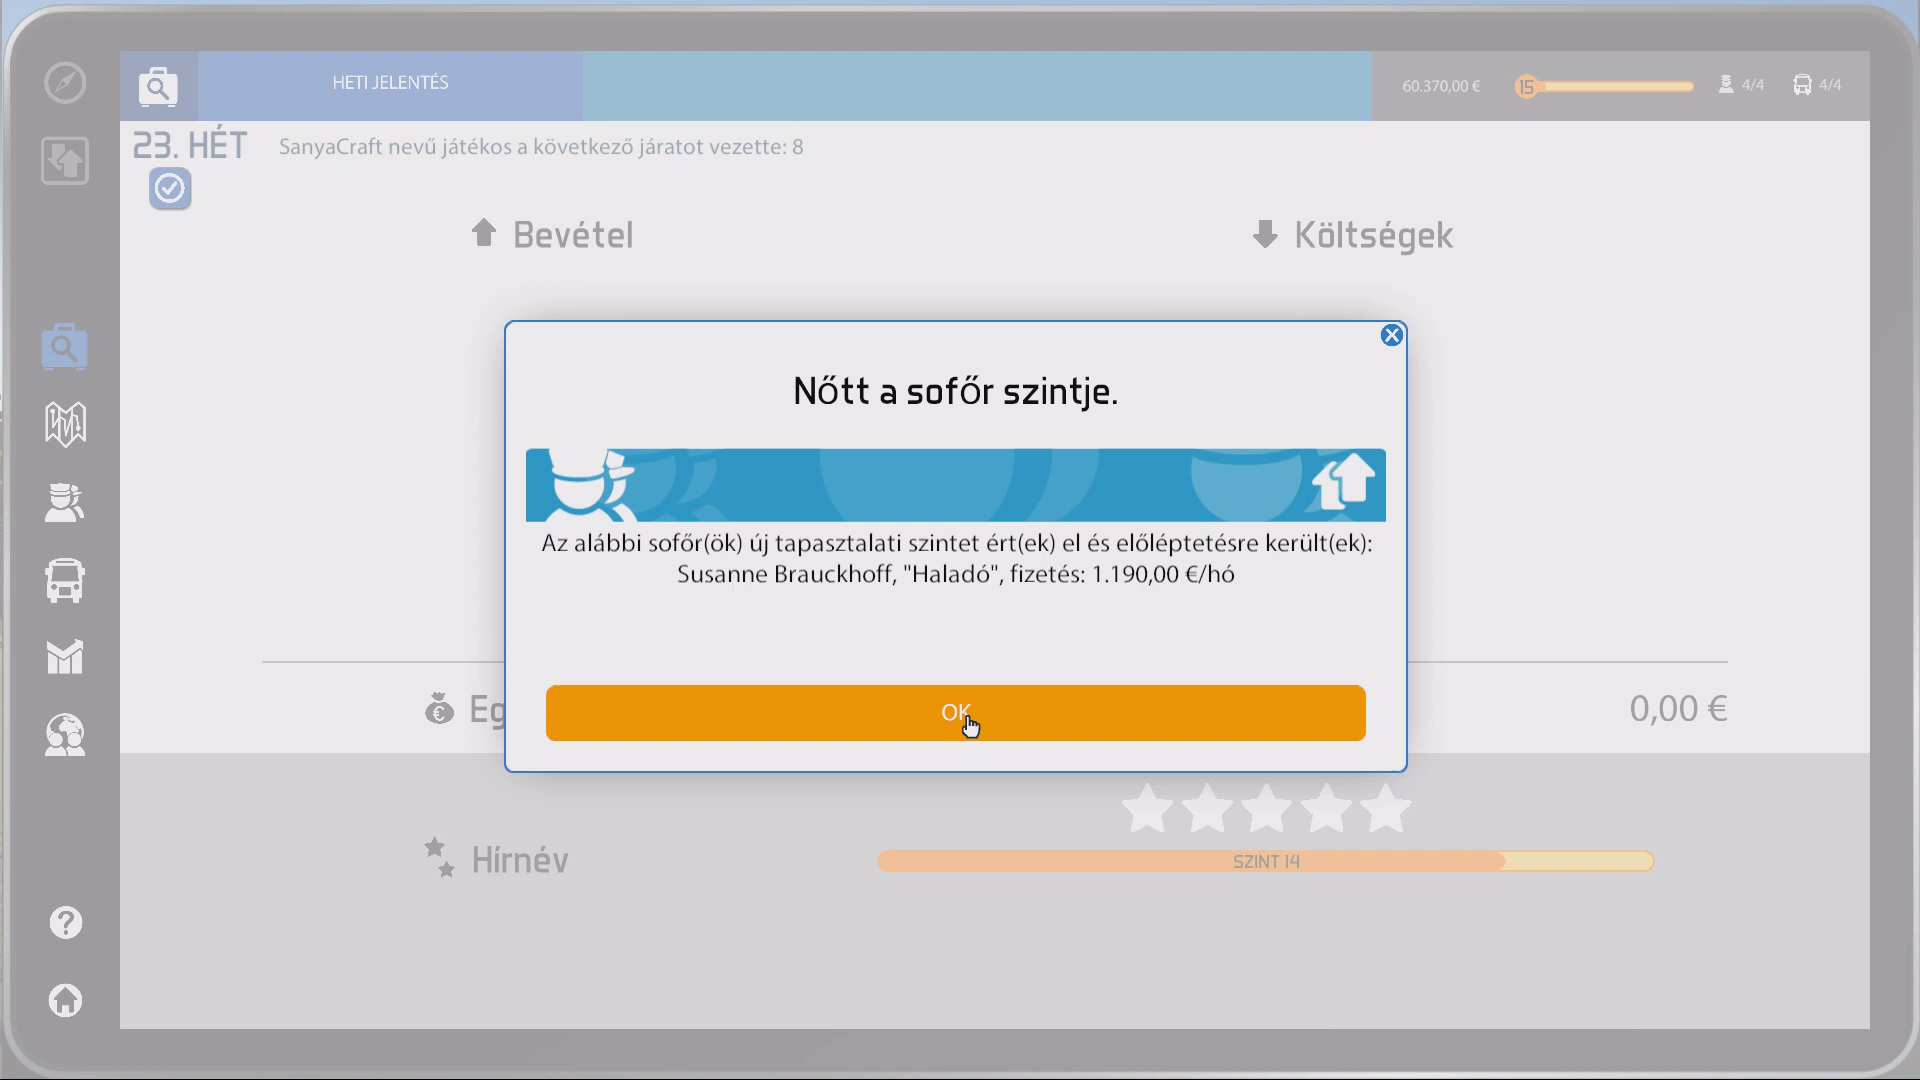 HETI JELENTÉS
60.370,00 €
15
4/4
4/4
23. HÉT
SanyaCraft nevű játékos a következő járatot vezette: 8
Bevétel
Költségek
Nőtt a sofőr szintje.
Az alábbi sofőr(ök) új tapasztalati szintet ért(ek) el és előléptetésre került(ek):
Susanne Brauckhoff, "Haladó", fizetés: 1.190,00 €/hó
Eg
0,00 €
OK
Hírnév
SZINT 14